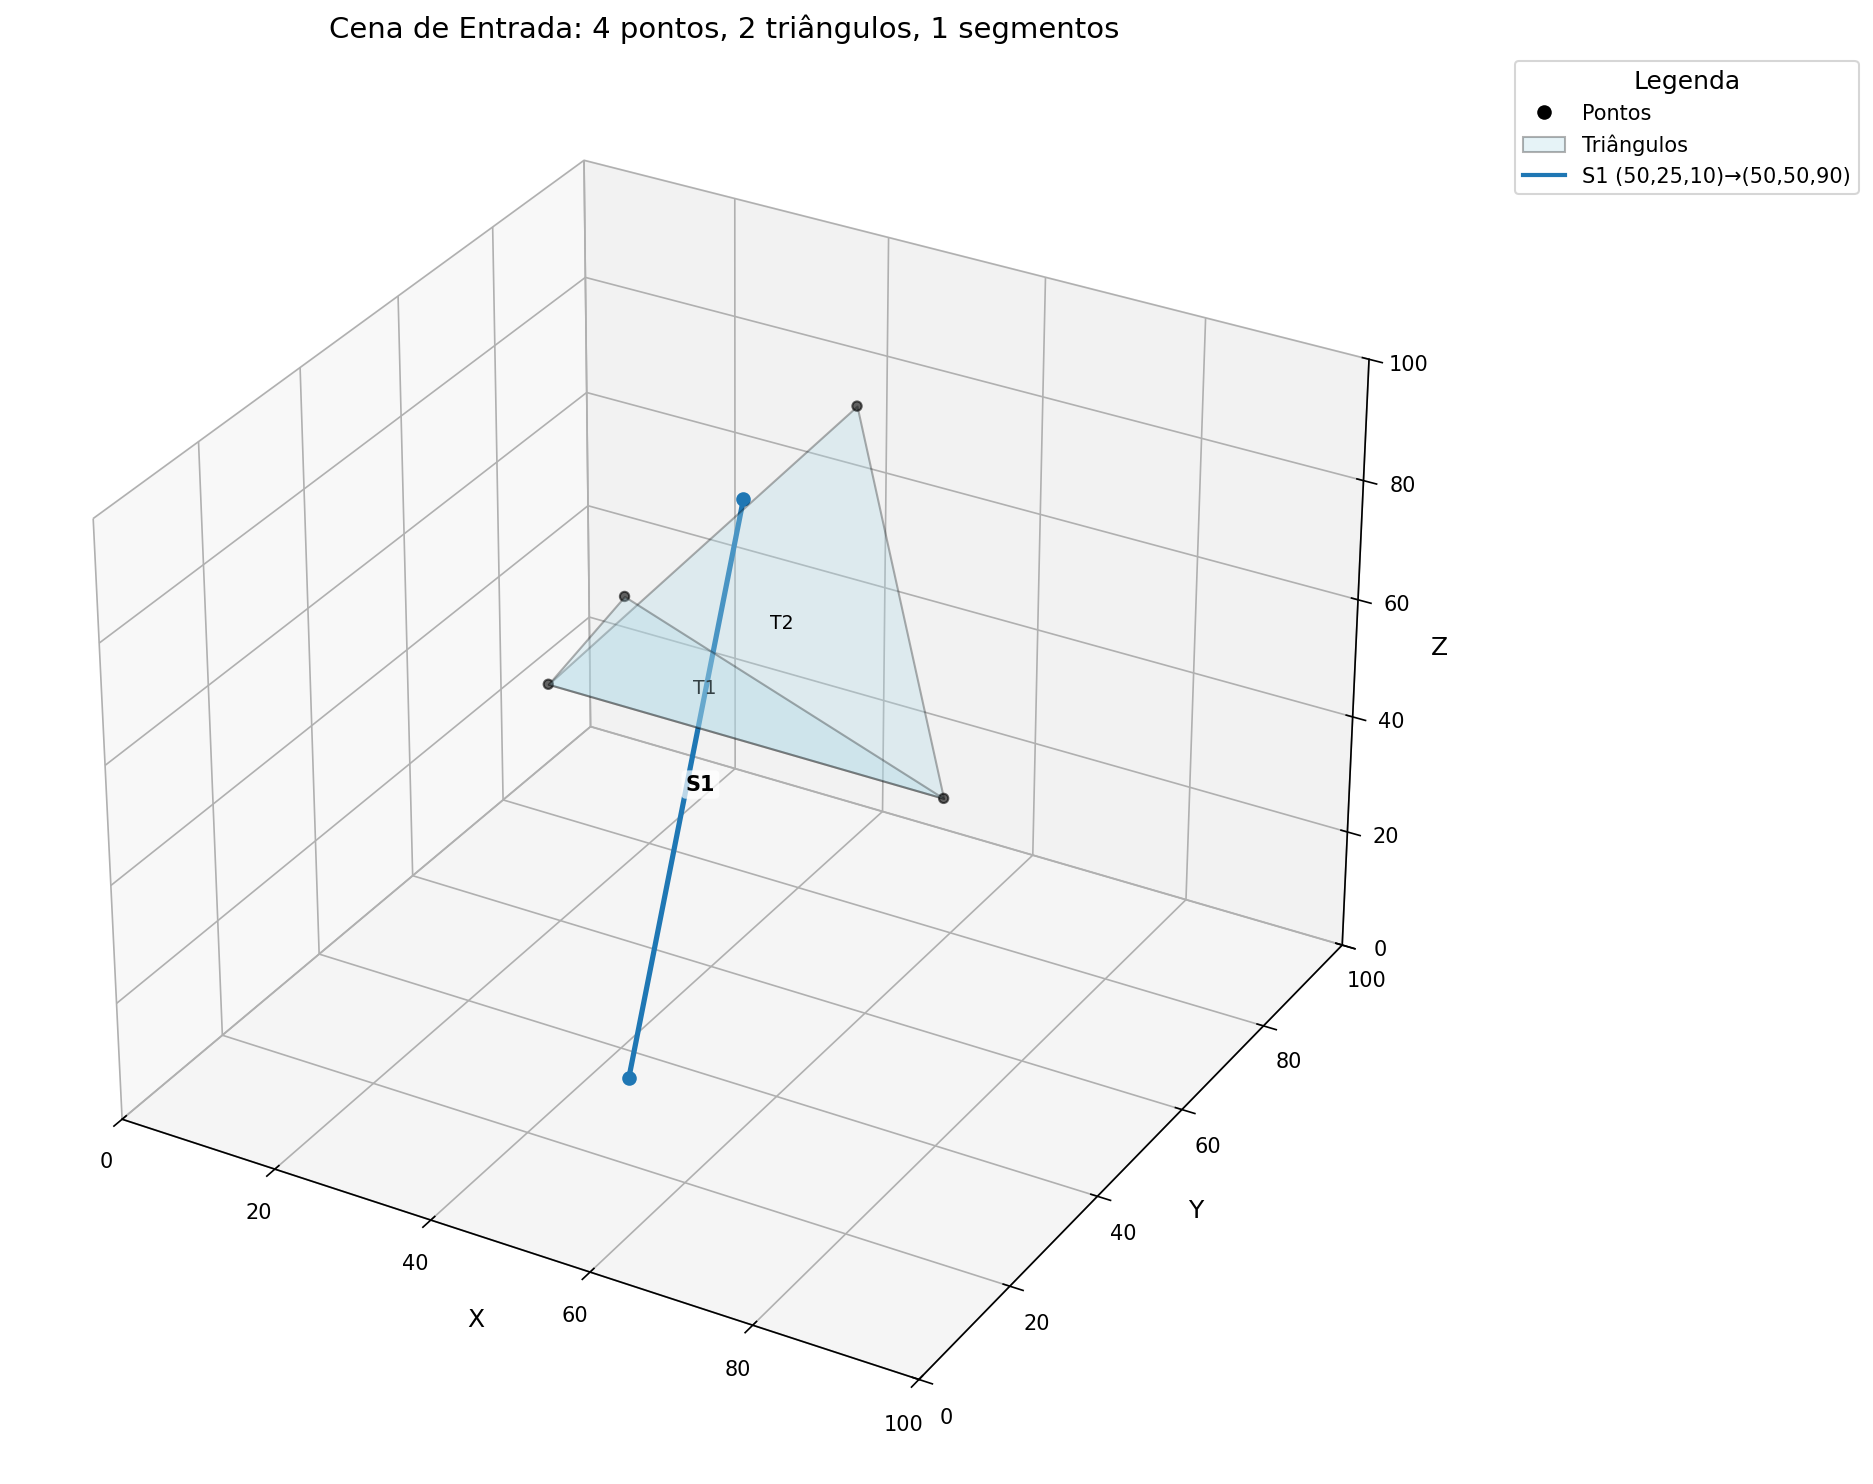 Cena de Entrada: 4 pontos, 2 triângulos, 1 segmentos
Legenda
Pontos
Triângulos
S1 (50,25,10)→(50,50,90)
100
80
60
40
20
0
Z
T2
T1
S1
100
80
60
40
20
0
Y
0
20
40
60
80
100
X